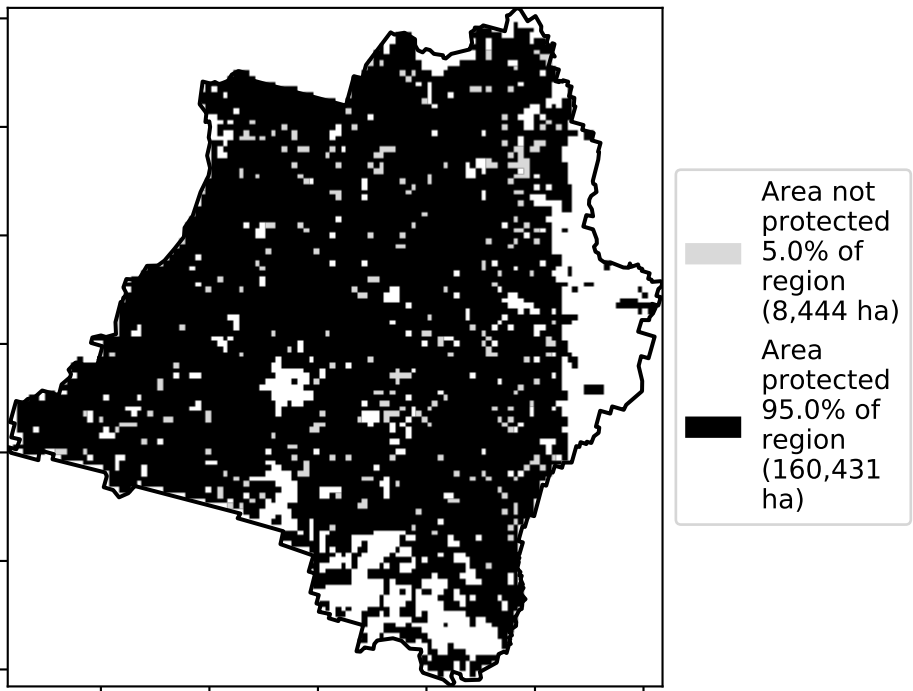 Area not
protected
5.0% of
region
(8,444 ha)
Area
protected
95.0% of
region
(160,431
ha)